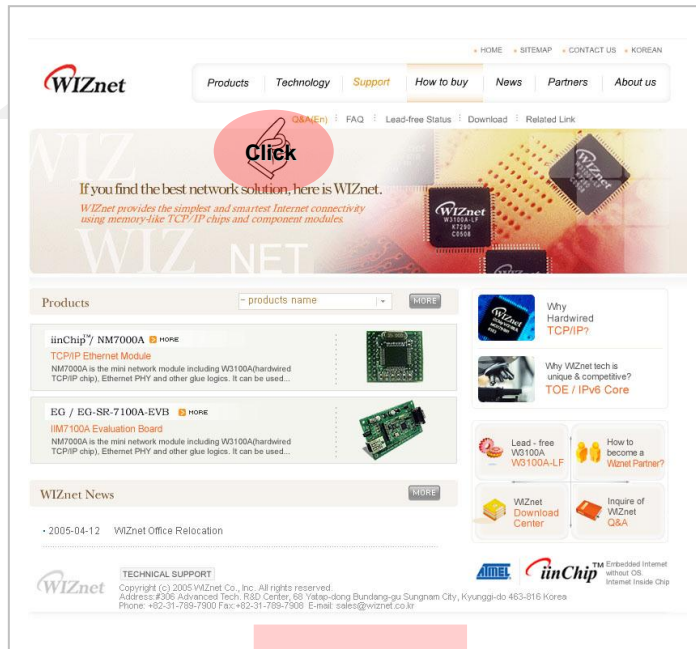 HOME SITEMAP CONTACT US KOREAN
WIZnet
Products Technology Support How to buy News Partners About us
Q&A(En) FAQ Lead-free Status Download Related Link
Click
WIZ
If you find the best network solution, here is WIZnet.
WIZnet provides the simplest and smartest Internet connectivity
using memory-like TCP/IP chips and component modules.
WIZ NET
WIZnet
W3100A-LF
K7290
C0508
Products
~ products name
MORE
iinChip™/ NM7000A MORE
TCP/IP Ethernet Module
NM7000A is the mini network module including W3100A(hardwired
TCP/IP chip), Ethernet PHY and other glue logics. It can be used...
EG / EG-SR-7100A-EVB MORE
IIM7100A Evaluation Board
NM7000A is the mini network module including W3100A(hardwired
TCP/IP chip), Ethernet PHY and other glue logics. It can be used...
Why
Hardwired
TCP/IP?
Why WIZnet tech is
unique & competitive?
TOE / IPv6 Core
Lead - free
W3100A
W3100A-LF
How to
become a
Wiznet Partner?
WIZnet
Download
Center
Inquire of
WIZnet
Q&A
WIZnet News
MORE
2005-04-12 WIZnet Office Relocation
WIZnet
TECHNICAL SUPPORT
Copyright (c) 2005 WIZnet Co., Inc. All rights reserved.
Address:#306 Advanced Tech. R&D Center, 68 Yatap-dong Bundang-gu Sungnam City, Kyunggi-do 463-816 Korea
Phone: +82-31-789-7900 Fax:+82-31-789-7908 E-mail: sales@wiznet.co.kr
ATMEL
iinChip™
Embedded Internet
without OS.
Internet Inside Chip